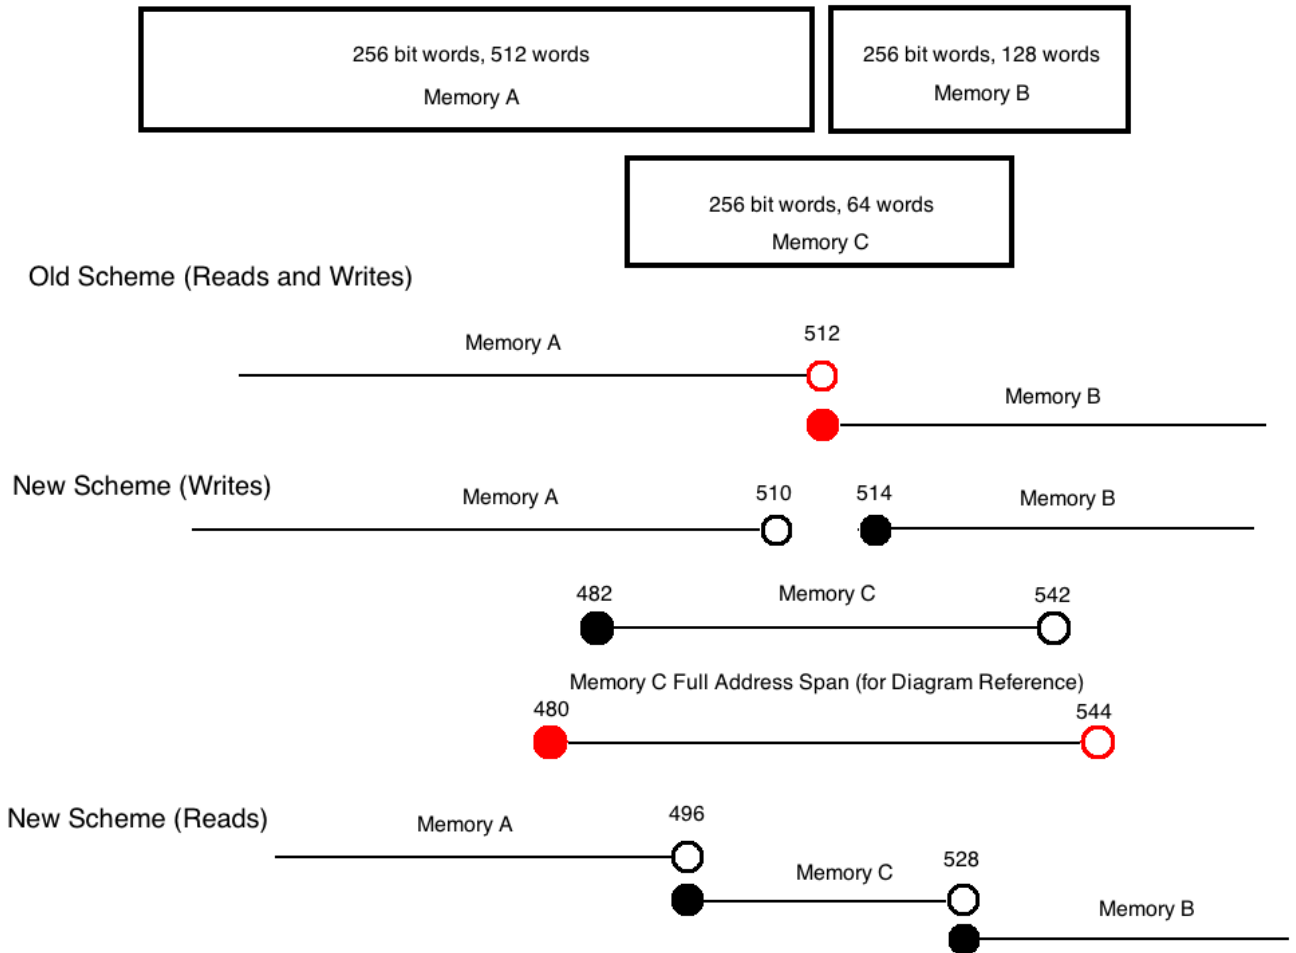 256 bit words, 512 words
Memory A
256 bit words, 128 words
Memory B
256 bit words, 64 words
Memory C
Old Scheme (Reads and Writes)
Memory A
512
Memory B
New Scheme (Writes)
Memory A
510
514
Memory B
482
Memory C
542
Memory C Full Address Span (for Diagram Reference)
480
544
New Scheme (Reads)
Memory A
496
Memory C
528
Memory B